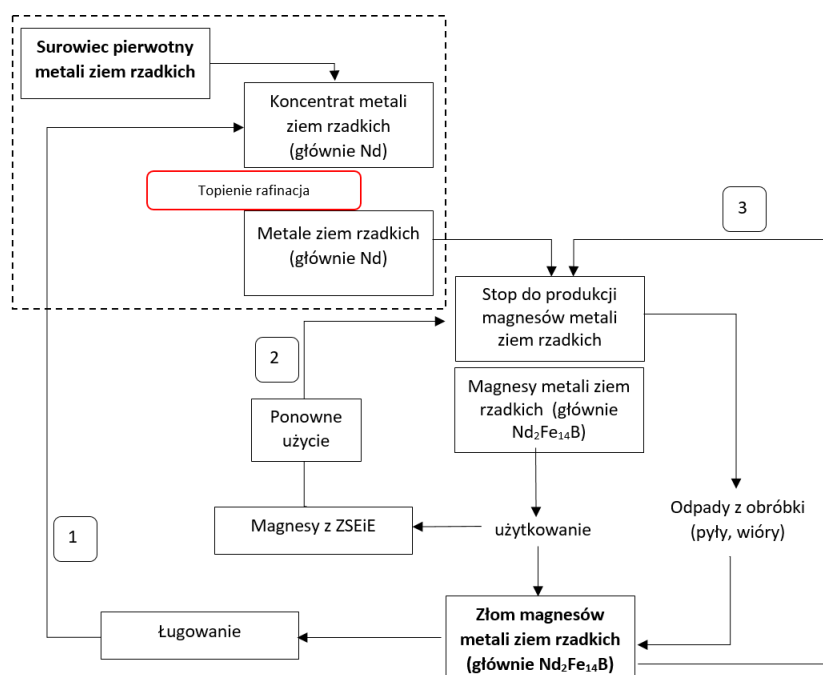 Surowiec pierwotny
metali ziem rzadkich
Koncentrat metali
ziem rzadkich
(głównie Nd)
Topienie rafinacja
Metale ziem rzadkich
(głównie Nd)
3
Stop do produkcji
magnesów metali
ziem rzadkich
2
Magnesy metali ziem
rzadkich (głównie
Nd₂Fe₁₄B)
Ponowne
użycie
Magnesy z ZSEiE
użytkowanie
Odpady z obróbki
(pyły, wióry)
1
Ługowanie
Złom magnesów
metali ziem rzadkich
(głównie Nd₂Fe₁₄B)